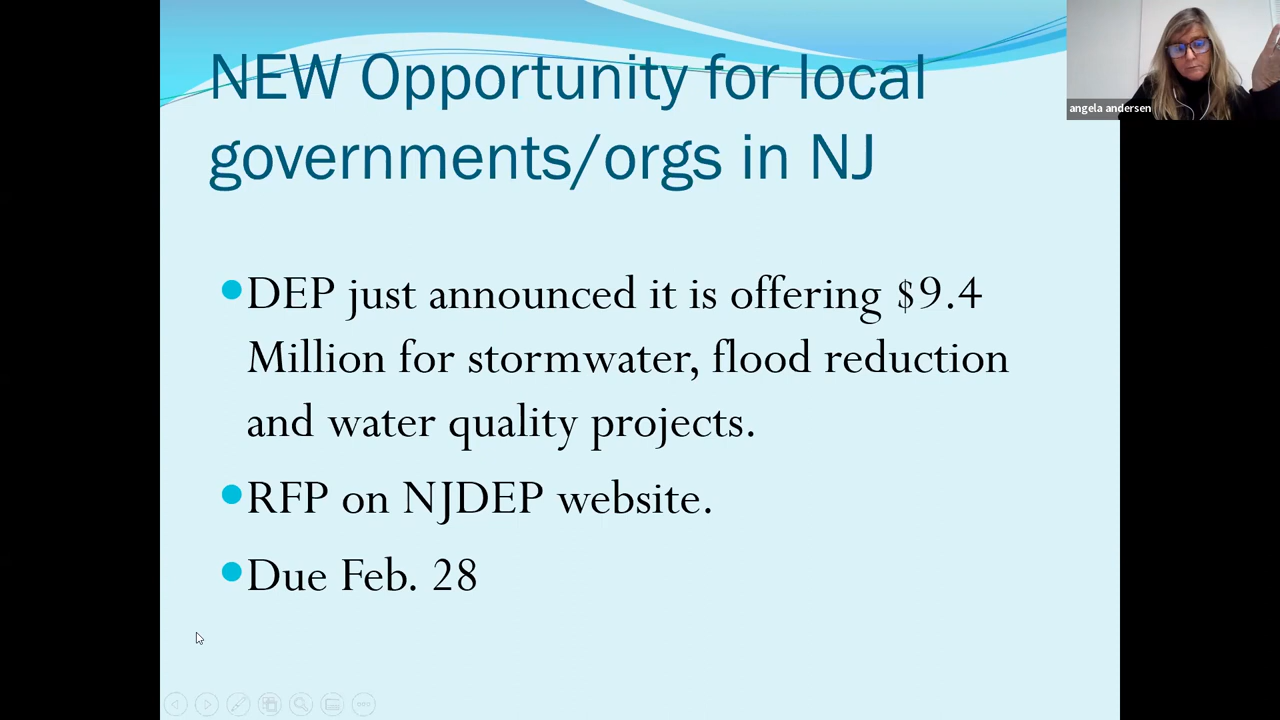 NEW Opportunity for local
governments/orgs in NJ
angela andersen
DEP just announced it is offering $9.4
Million for stormwater, flood reduction
and water quality projects.
RFP on NJDEP website.
Due Feb. 28